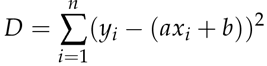 D = \sum_{i=1}^{n} (y_i - (ax_i + b))^2